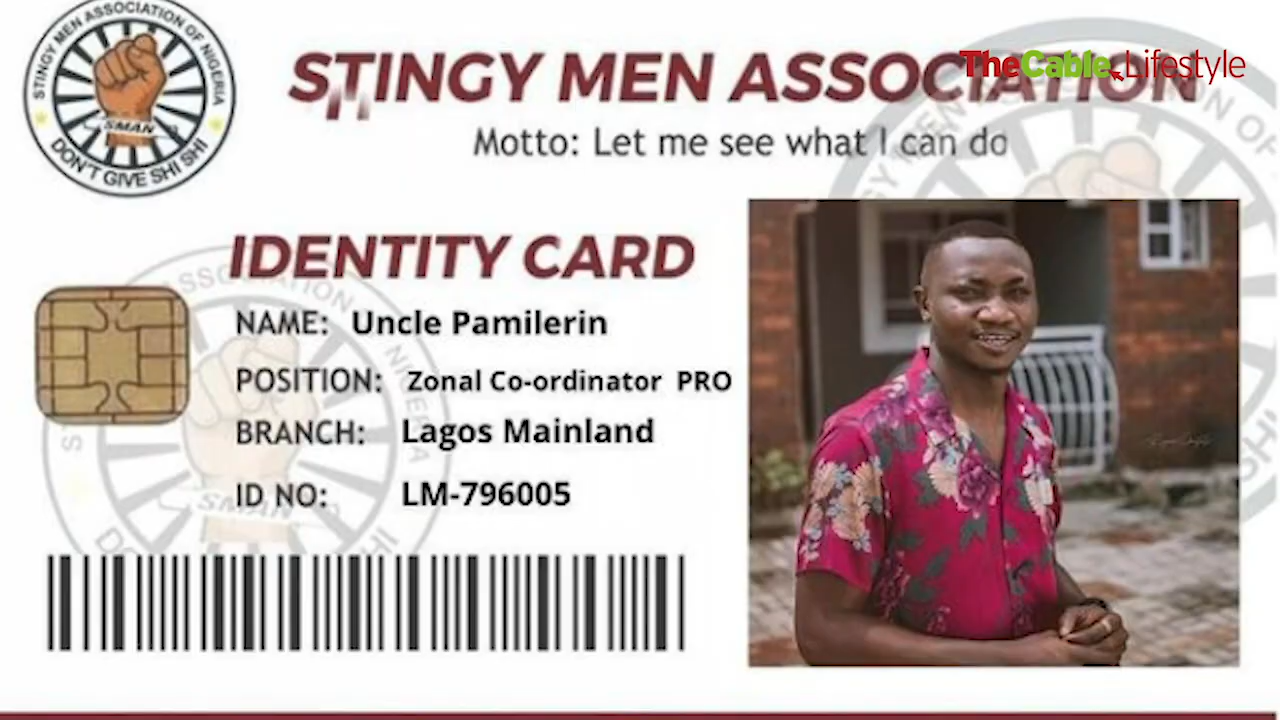 STINGY MEN ASSOCIATION OF NIGERIA
SMAN
DON'T GIVE SHI SHI
STINGY MEN ASSOCIATION
TheCable Lifestyle
Motto: Let me see what I can do
IDENTITY CARD
NAME: Uncle Pamilerin
POSITION: Zonal Co-ordinator PRO
BRANCH: Lagos Mainland
ID NO: LM-796005